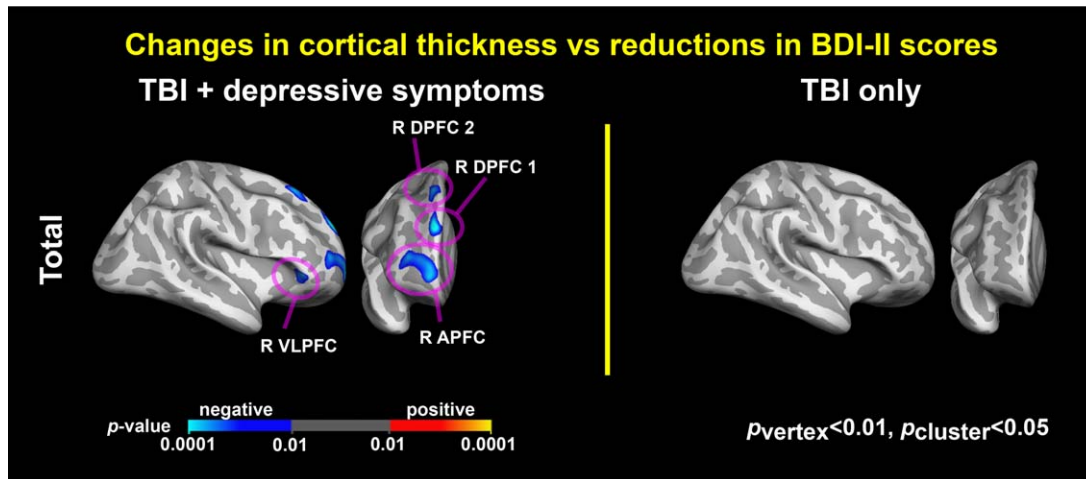 Changes in cortical thickness vs reductions in BDI-II scores
TBI + depressive symptoms
TBI only
R DPFC 2
R DPFC 1
Total
R VLPFC
R APFC
negative
positive
p-value
0.0001
0.01
0.01
0.0001
pvertex<0.01, pcluster<0.05